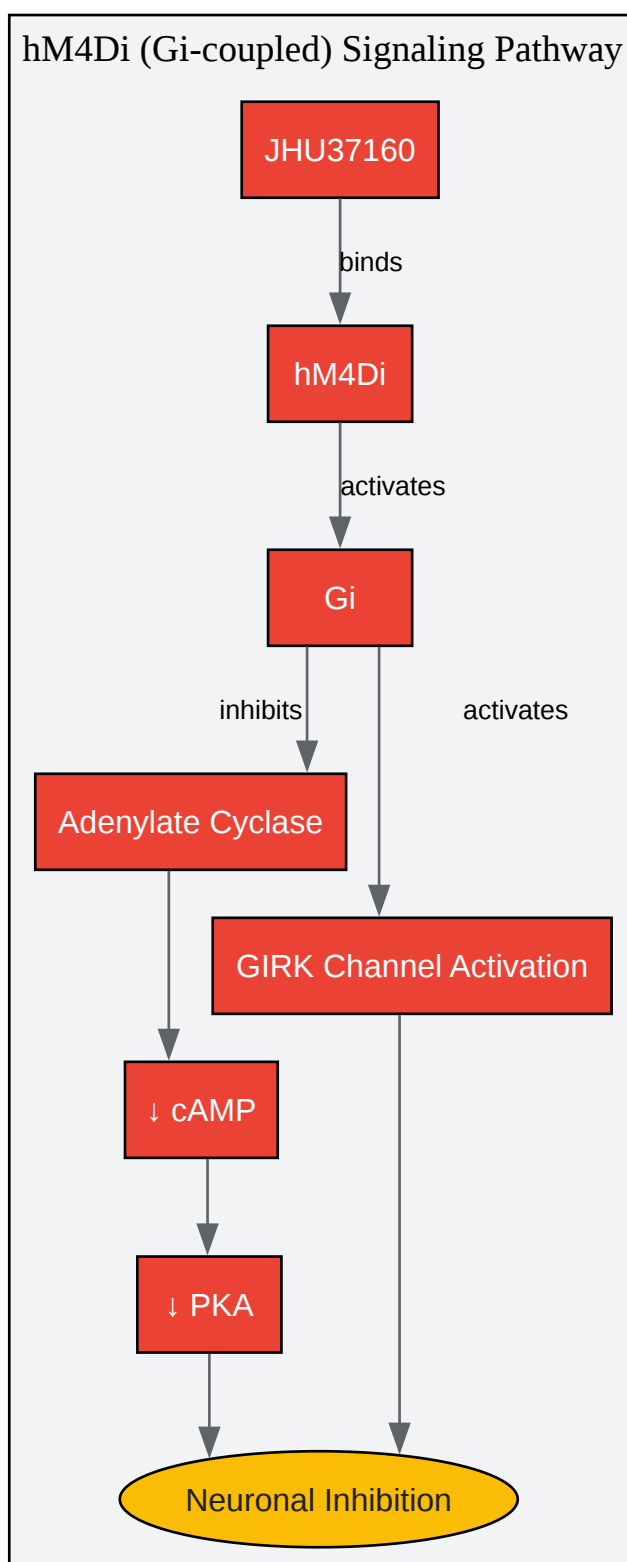 hM4Di (Gi-coupled) Signaling Pathway
JHU37160
binds
hM4Di
activates
Gi
inhibits
activates
Adenylate Cyclase
GIRK Channel Activation
↓ cAMP
↓ PKA
Neuronal Inhibition